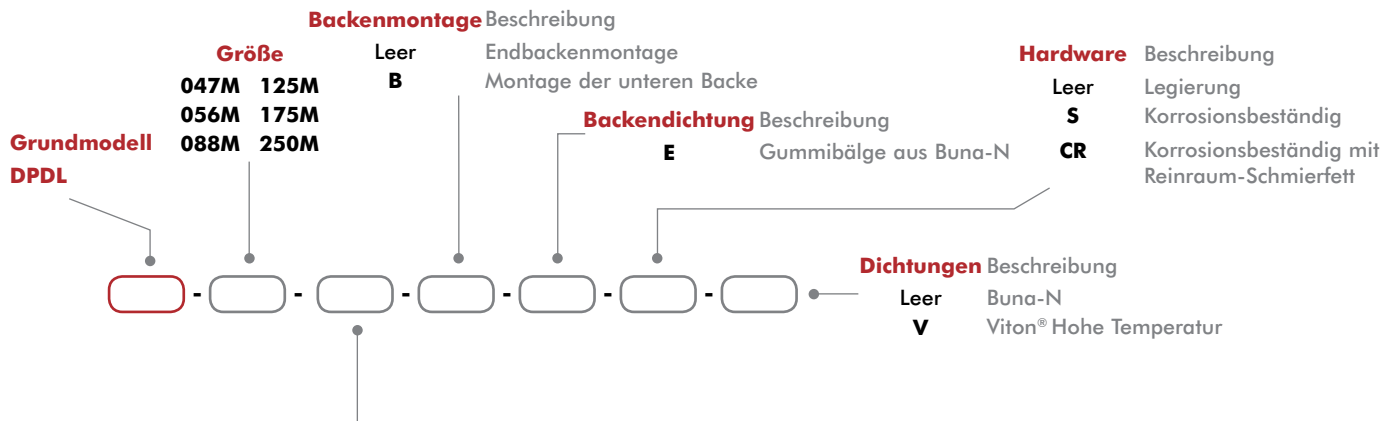 Backenmontage Beschreibung
Leer Endbackenmontage
B Montage der unteren Backe
Größe
047M 125M
056M 175M
088M 250M
Grundmodell
DPDL
Backendichtung Beschreibung
E Gummibälge aus Buna-N
Hardware Beschreibung
Leer Legierung
S Korrosionsbeständig
CR Korrosionsbeständig mit
Reinraum-Schmierfett
- - - - - -
Dichtungen Beschreibung
Leer Buna-N
V Viton® Hohe Temperatur